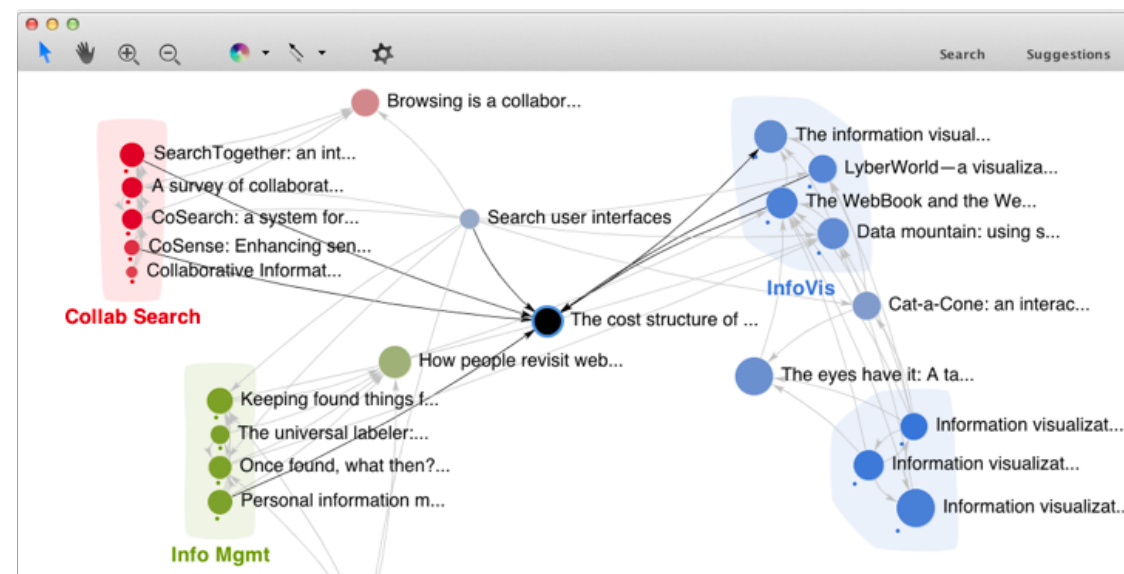 Search Suggestions
Browsing is a collabor...
SearchTogether: an int...
A survey of collaborat...
CoSearch: a system for...
CoSense: Enhancing sen...
Collaborative Informat...
Collab Search
Search user interfaces
The information visual...
LyberWorld—a visualiza...
The WebBook and the We...
Data mountain: using s...
InfoVis
Cat-a-Cone: an interac...
The cost structure of ...
How people revisit web...
The eyes have it: A ta...
Keeping found things f...
The universal labeler:...
Once found, what then?...
Personal information m...
Info Mgmt
Information visualizat...
Information visualizat...
Information visualizat..